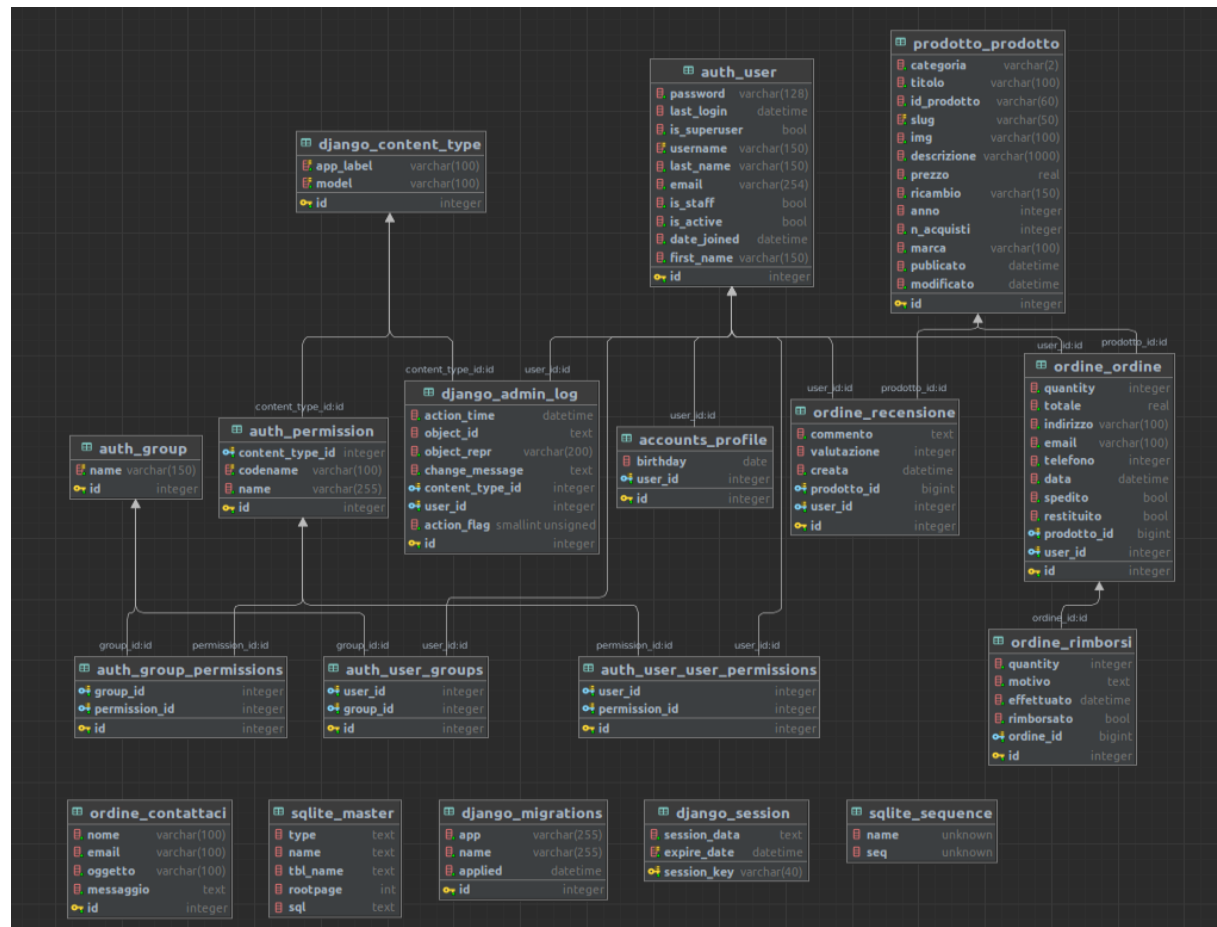 prodotto_prodotto
categoria varchar(2)
titolo varchar(100)
id_prodotto varchar(60)
slug varchar(50)
img varchar(100)
descrizione varchar(1000)
prezzo real
ricambio varchar(150)
anno integer
n_acquisti integer
marca varchar(100)
publicato datetime
modificato datetime
id integer
auth_user
password varchar(128)
last_login datetime
is_superuser bool
username varchar(150)
last_name varchar(150)
email varchar(254)
is_staff bool
is_active bool
date_joined datetime
first_name varchar(150)
id integer
django_content_type
app_label varchar(100)
model varchar(100)
id integer
user_id:id prodotto_id:id
ordine_ordine
quantity integer
totale real
indirizzo varchar(100)
email varchar(100)
telefono integer
data datetime
spedito bool
restituito bool
prodotto_id bigint
user_id integer
id integer
content_type_id:id user_id:id
django_admin_log
action_time datetime
object_id text
object_repr varchar(200)
change_message text
content_type_id integer
user_id integer
action_flag smallint unsigned
id integer
user_id:id prodotto_id:id
ordine_recensione
commento text
valutazione integer
creata datetime
prodotto_id bigint
user_id integer
id integer
content_type_id:id
auth_permission
content_type_id integer
codename varchar(100)
name varchar(255)
id integer
user_id:id
accounts_profile
birthday date
user_id integer
id integer
auth_group
name varchar(150)
id integer
ordine_id:id
ordine_rimborsi
quantity integer
motivo text
effettuato datetime
rimborsato bool
ordine_id bigint
id integer
group_id:id permission_id:id
auth_group_permissions
group_id integer
permission_id integer
id integer
group_id:id user_id:id
auth_user_groups
user_id integer
group_id integer
id integer
permission_id:id user_id:id
auth_user_user_permissions
user_id integer
permission_id integer
id integer
ordine_contattaci
nome varchar(100)
email varchar(100)
oggetto varchar(100)
messaggio text
id integer
sqlite_master
type text
name text
tbl_name text
rootpage int
sql text
django_migrations
app varchar(255)
name varchar(255)
applied datetime
id integer
django_session
session_data text
expire_date datetime
session_key varchar(40)
sqlite_sequence
name unknown
seq unknown